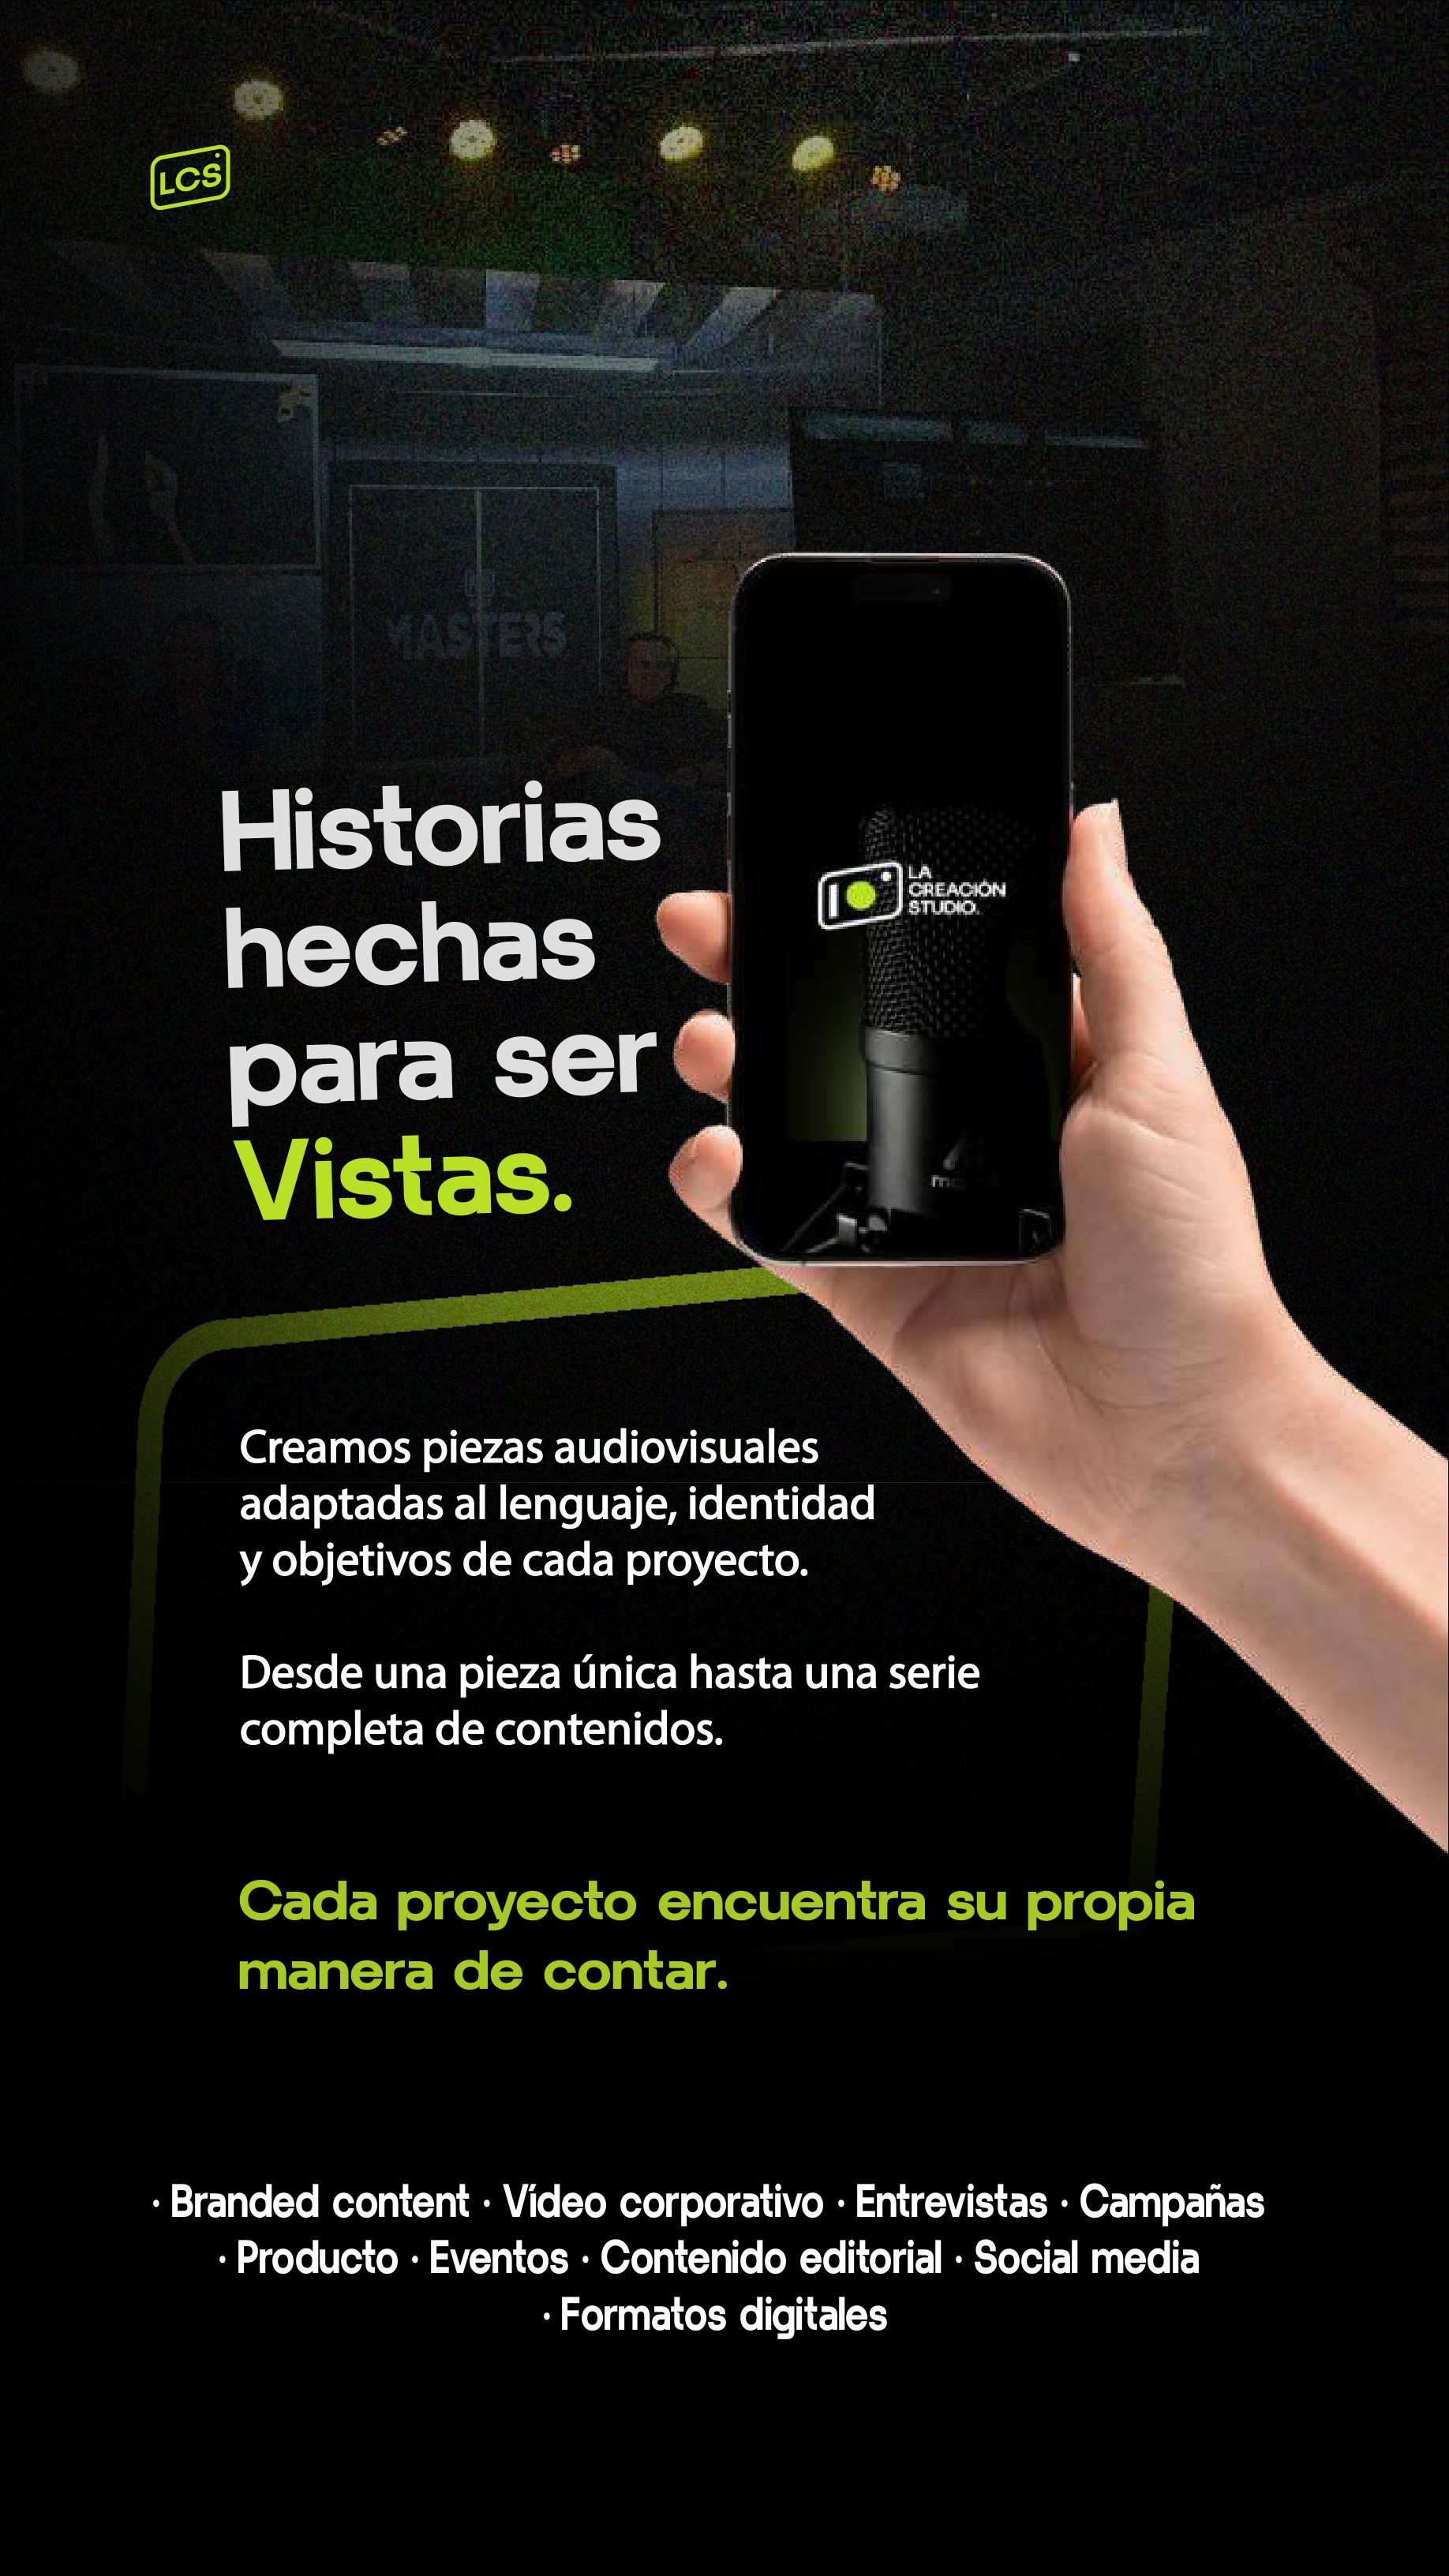 LCS
MASTERS
LA
CREACIÓN
STUDIO.
Historias
hechas
para ser
Vistas.
Creamos piezas audiovisuales
adaptadas al lenguaje, identidad
y objetivos de cada proyecto.
Desde una pieza única hasta una serie
completa de contenidos.
Cada proyecto encuentra su propia
manera de contar.
· Branded content · Vídeo corporativo · Entrevistas · Campañas
· Producto · Eventos · Contenido editorial · Social media
· Formatos digitales